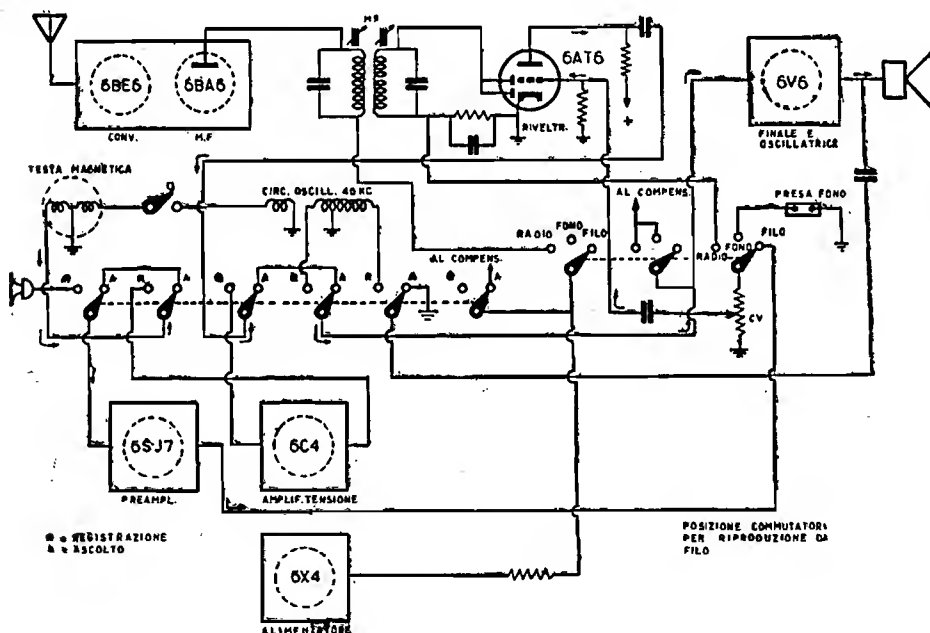 6BE6
6BA6
CONV.
M.F
MF
6AT6
RIVELTR.
+
6V6
FINALE E
OSCILLATRICE
TESTA MAGNETICA
CIRC. OSCILL. 40 KC
AL COMPENS.
PRESA FONO
RADIO
FONO
FILO
RADIO
FONO
FILO
AL COMPENS.
R
A
R
A
R
A
R
A
R
A
R
A
CV
6SJ7
PREAMPL.
6C4
AMPLIF. TENSIONE
R = REGISTRAZIONE
A = ASCOLTO
POSIZIONE COMMUTATORI
PER RIPRODUZIONE DA
FILO
6X4
ALIMENTATORE